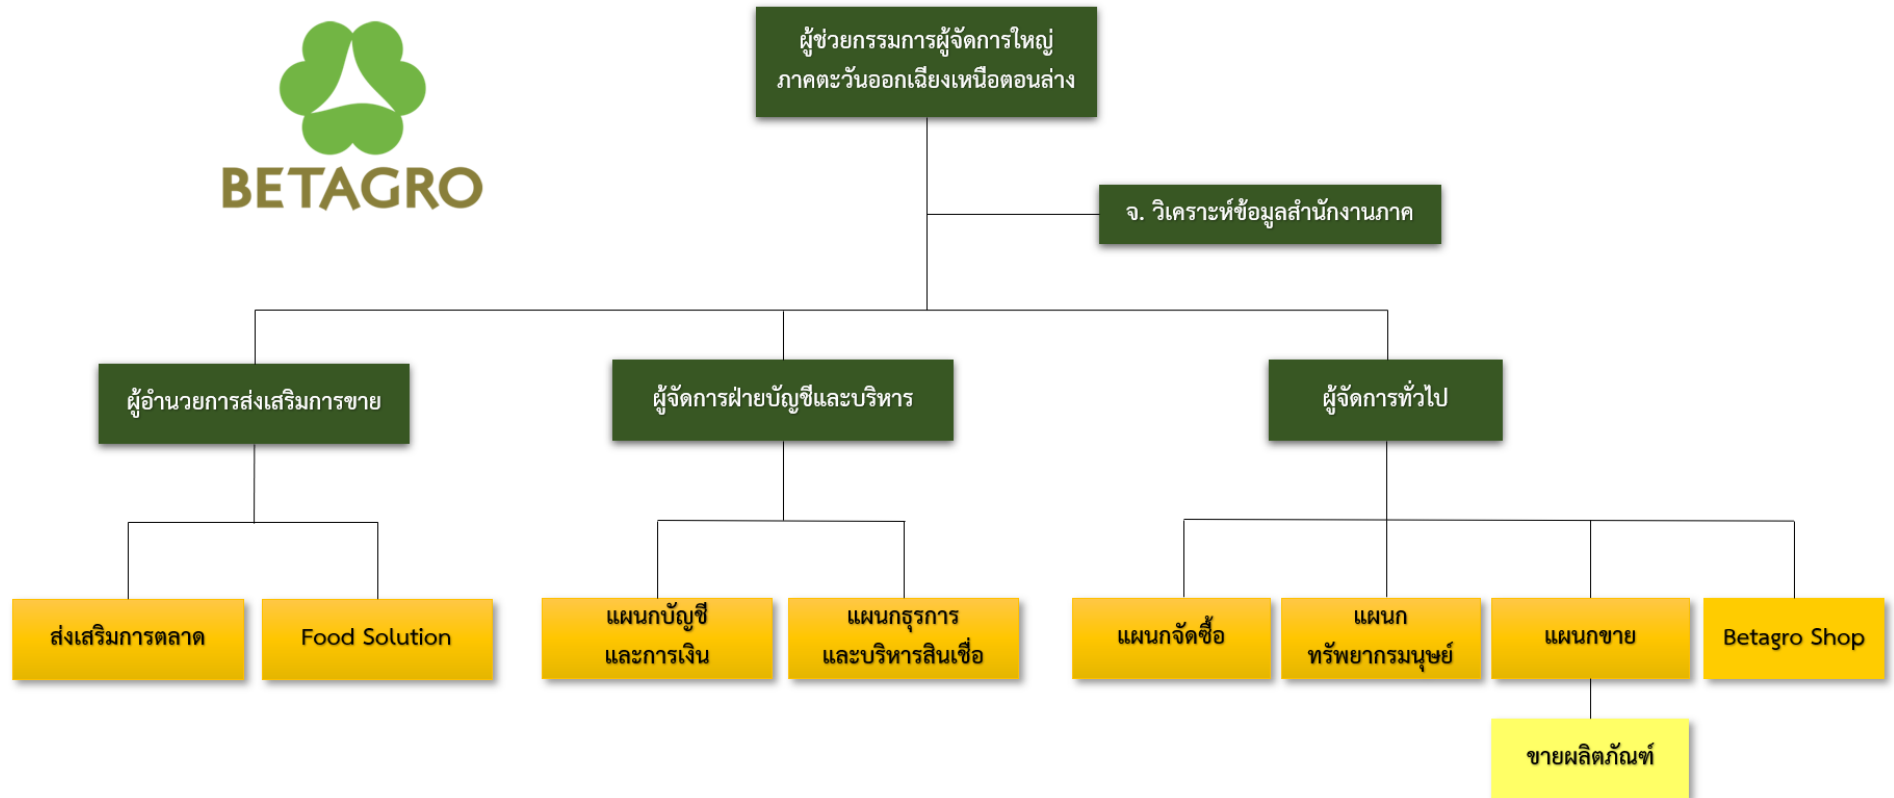 BETAGRO
ผู้ช่วยกรรมการผู้จัดการใหญ่
ภาคตะวันออกเฉียงเหนือตอนล่าง
จ. วิเคราะห์ข้อมูลสำนักงานภาค
ผู้อำนวยการส่งเสริมการขาย
ผู้จัดการฝ่ายบัญชีและบริหาร
ผู้จัดการทั่วไป
ส่งเสริมการตลาด
Food Solution
แผนกบัญชี
และการเงิน
แผนกธุรการ
และบริหารสินเชื่อ
แผนกจัดซื้อ
แผนก
ทรัพยากรมนุษย์
แผนกขาย
Betagro Shop
ขายผลิตภัณฑ์